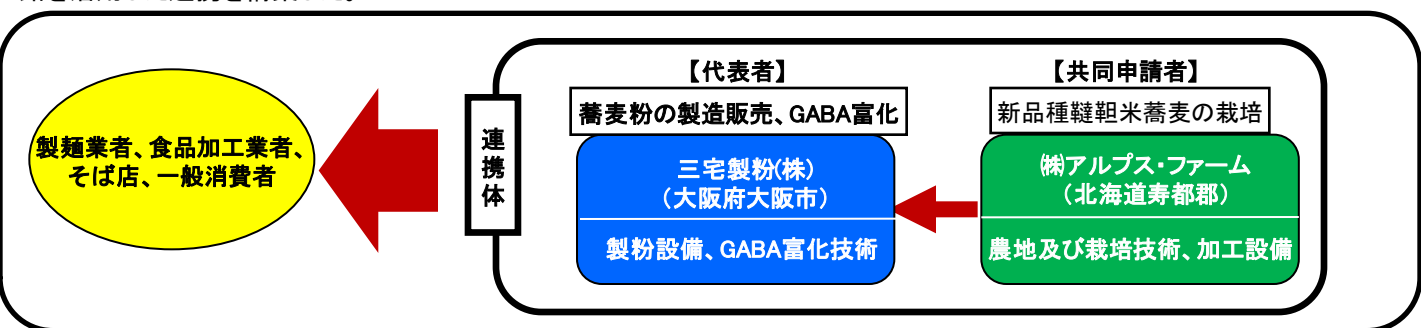 【代表者】
蕎麦粉の製造販売、GABA富化
三宅製粉(株)
（大阪府大阪市）
製粉設備、GABA富化技術
【共同申請者】
新品種韃靼米蕎麦の栽培
㈱アルプス・ファーム
（北海道寿都郡）
農地及び栽培技術、加工設備
連携体
製麺業者、食品加工業者、
そば店、一般消費者